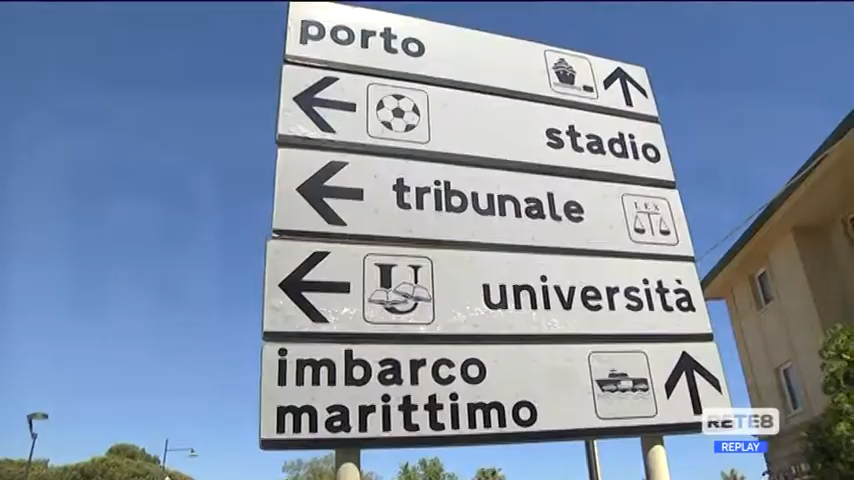 porto
stadio
tribunale
LEX
U
università
imbarco
marittimo
RETE8
REPLAY